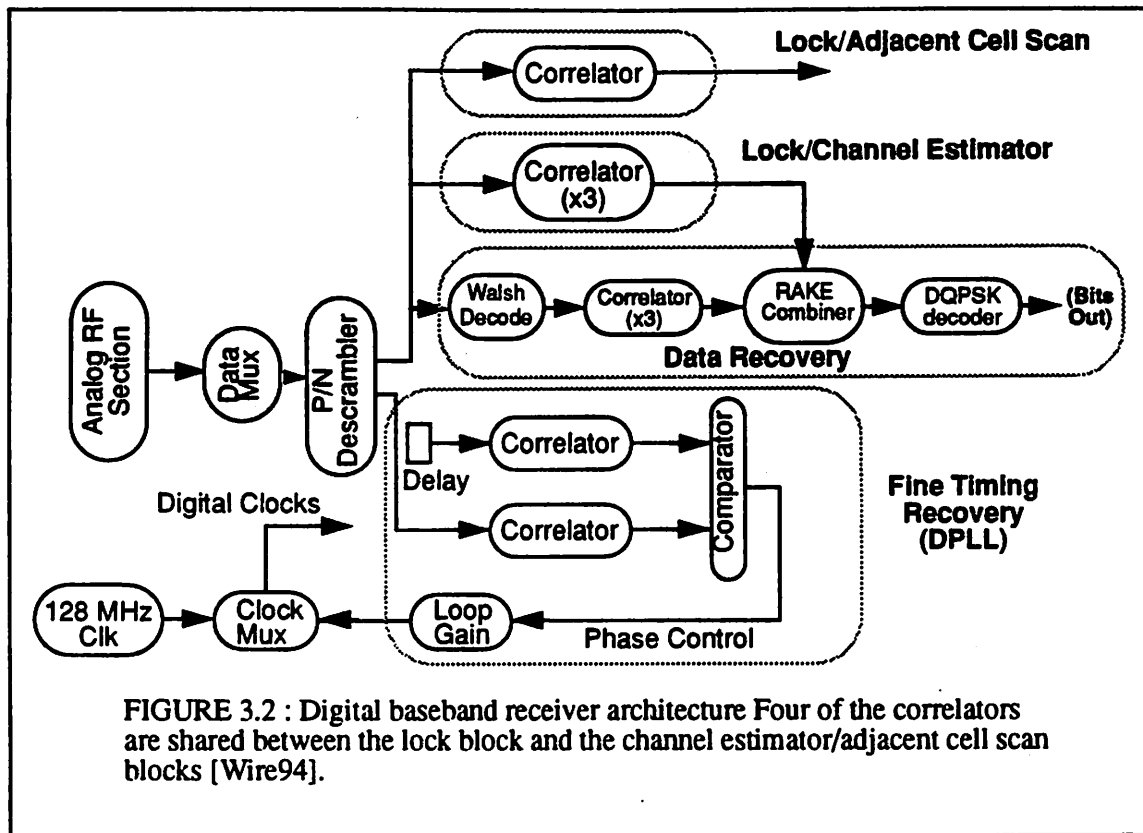 Lock/Adjacent Cell Scan
Correlator
Lock/Channel Estimator
Correlator
(x3)
Walsh
Decode
Correlator
(x3)
RAKE
Combiner
DQPSK
decoder
(Bits
Out)
Data Recovery
Analog RF
Section
Data
Mux
P/N
Descrambler
Delay
Correlator
Correlator
Comparator
Fine Timing
Recovery
(DPLL)
Digital Clocks
128 MHz
Clk
Clock
Mux
Loop
Gain
Phase Control
FIGURE 3.2 : Digital baseband receiver architecture Four of the correlators
are shared between the lock block and the channel estimator/adjacent cell scan
blocks [Wire94].